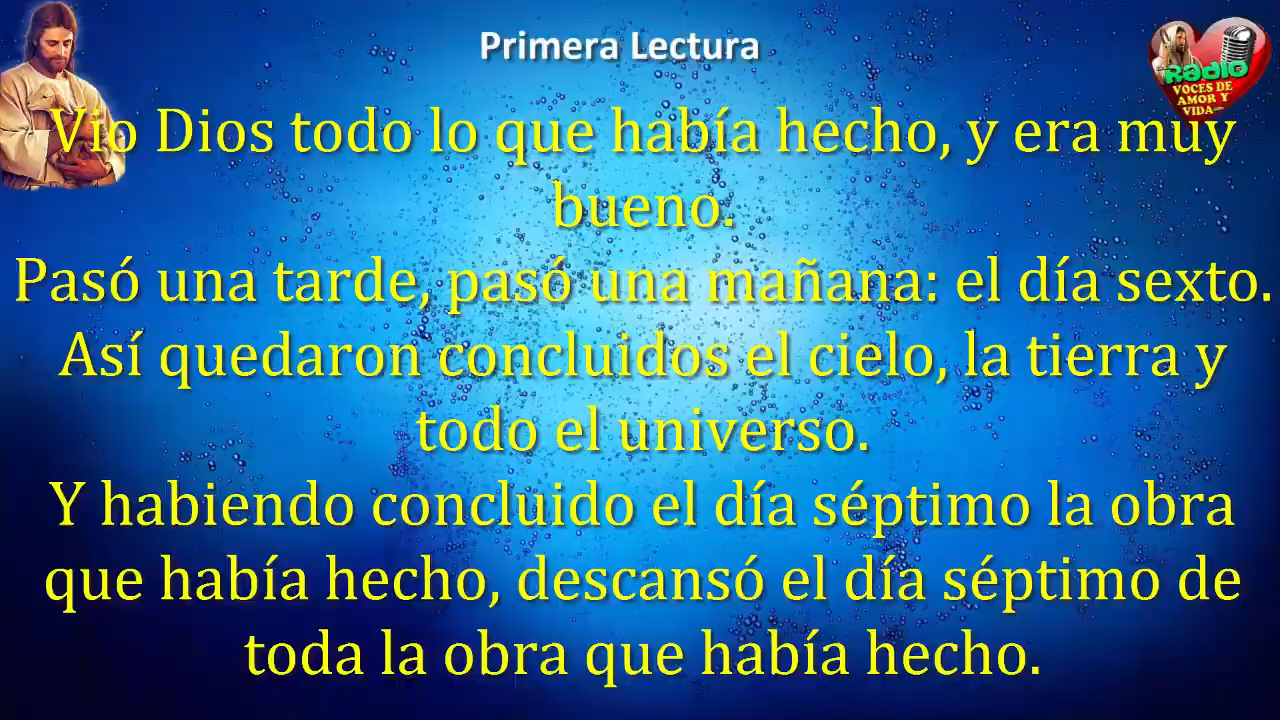 Primera Lectura
Radio
VOCES DE
AMOR Y
VIDA
Vio Dios todo lo que había hecho, y era muy
bueno.
Pasó una tarde, pasó una mañana: el día sexto.
Así quedaron concluidos el cielo, la tierra y
todo el universo.
Y habiendo concluido el día séptimo la obra
que había hecho, descansó el día séptimo de
toda la obra que había hecho.